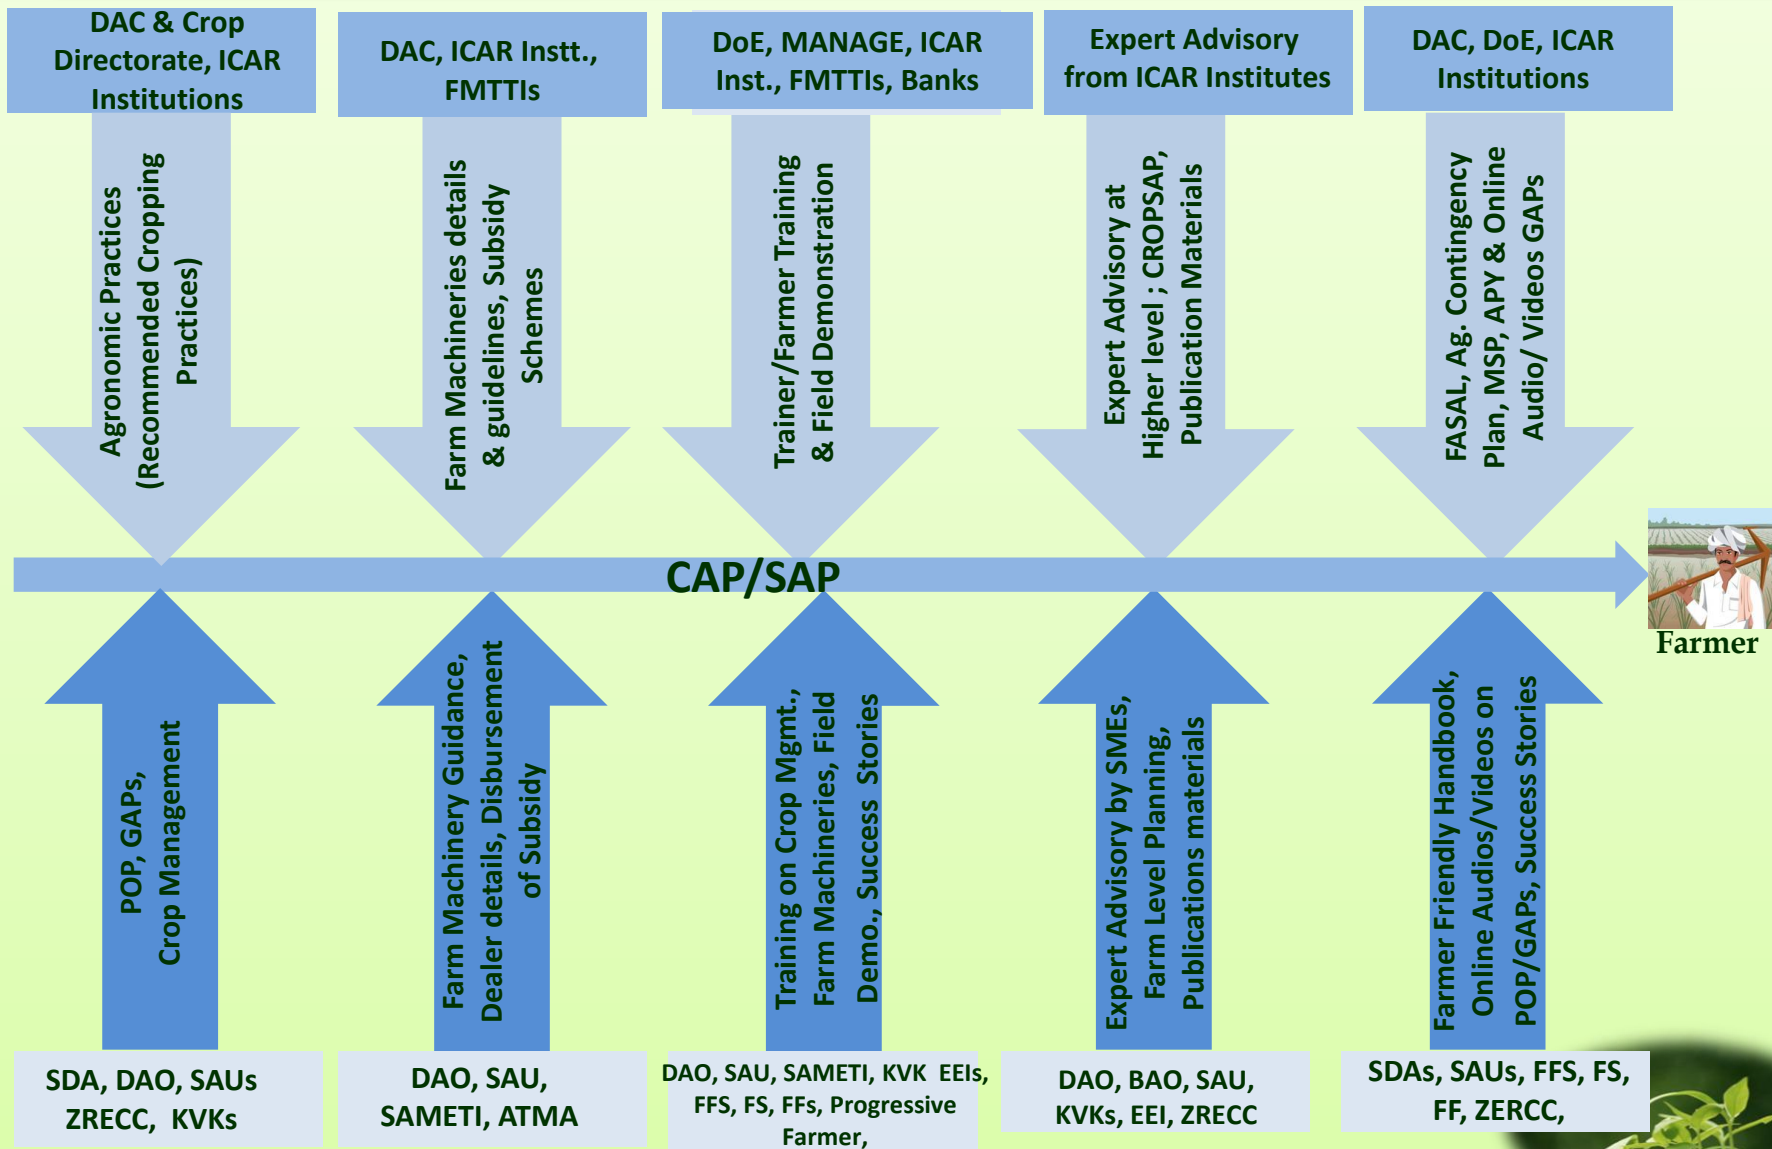 DAC & Crop
Directorate, ICAR
Institutions
DAC, ICAR Instt.,
FMTTIs
DoE, MANAGE, ICAR
Inst., FMTTIs, Banks
Expert Advisory
from ICAR Institutes
DAC, DoE, ICAR
Institutions
Agronomic Practices
(Recommended Cropping
Practices)
Farm Machineries details
& guidelines, Subsidy
Schemes
Trainer/Farmer Training
& Field Demonstration
Expert Advisory at
Higher level ; CROPSAP,
Publication Materials
FASAL, Ag. Contingency
Plan, MSP, APY & Online
Audio/ Videos GAPs
CAP/SAP
Farmer
POP, GAPs,
Crop Management
Farm Machinery Guidance,
Dealer details, Disbursement
of Subsidy
Training on Crop Mgmt.,
Farm Machineries, Field
Demo., Success Stories
Expert Advisory by SMEs,
Farm Level Planning,
Publications materials
Farmer Friendly Handbook,
Online Audios/Videos on
POP/GAPs, Success Stories
SDA, DAO, SAUs
ZRECC, KVKs
DAO, SAU,
SAMETI, ATMA
DAO, SAU, SAMETI, KVK EEIs,
FFS, FS, FFs, Progressive
Farmer,
DAO, BAO, SAU,
KVKs, EEI, ZRECC
SDAs, SAUs, FFS, FS,
FF, ZERCC,